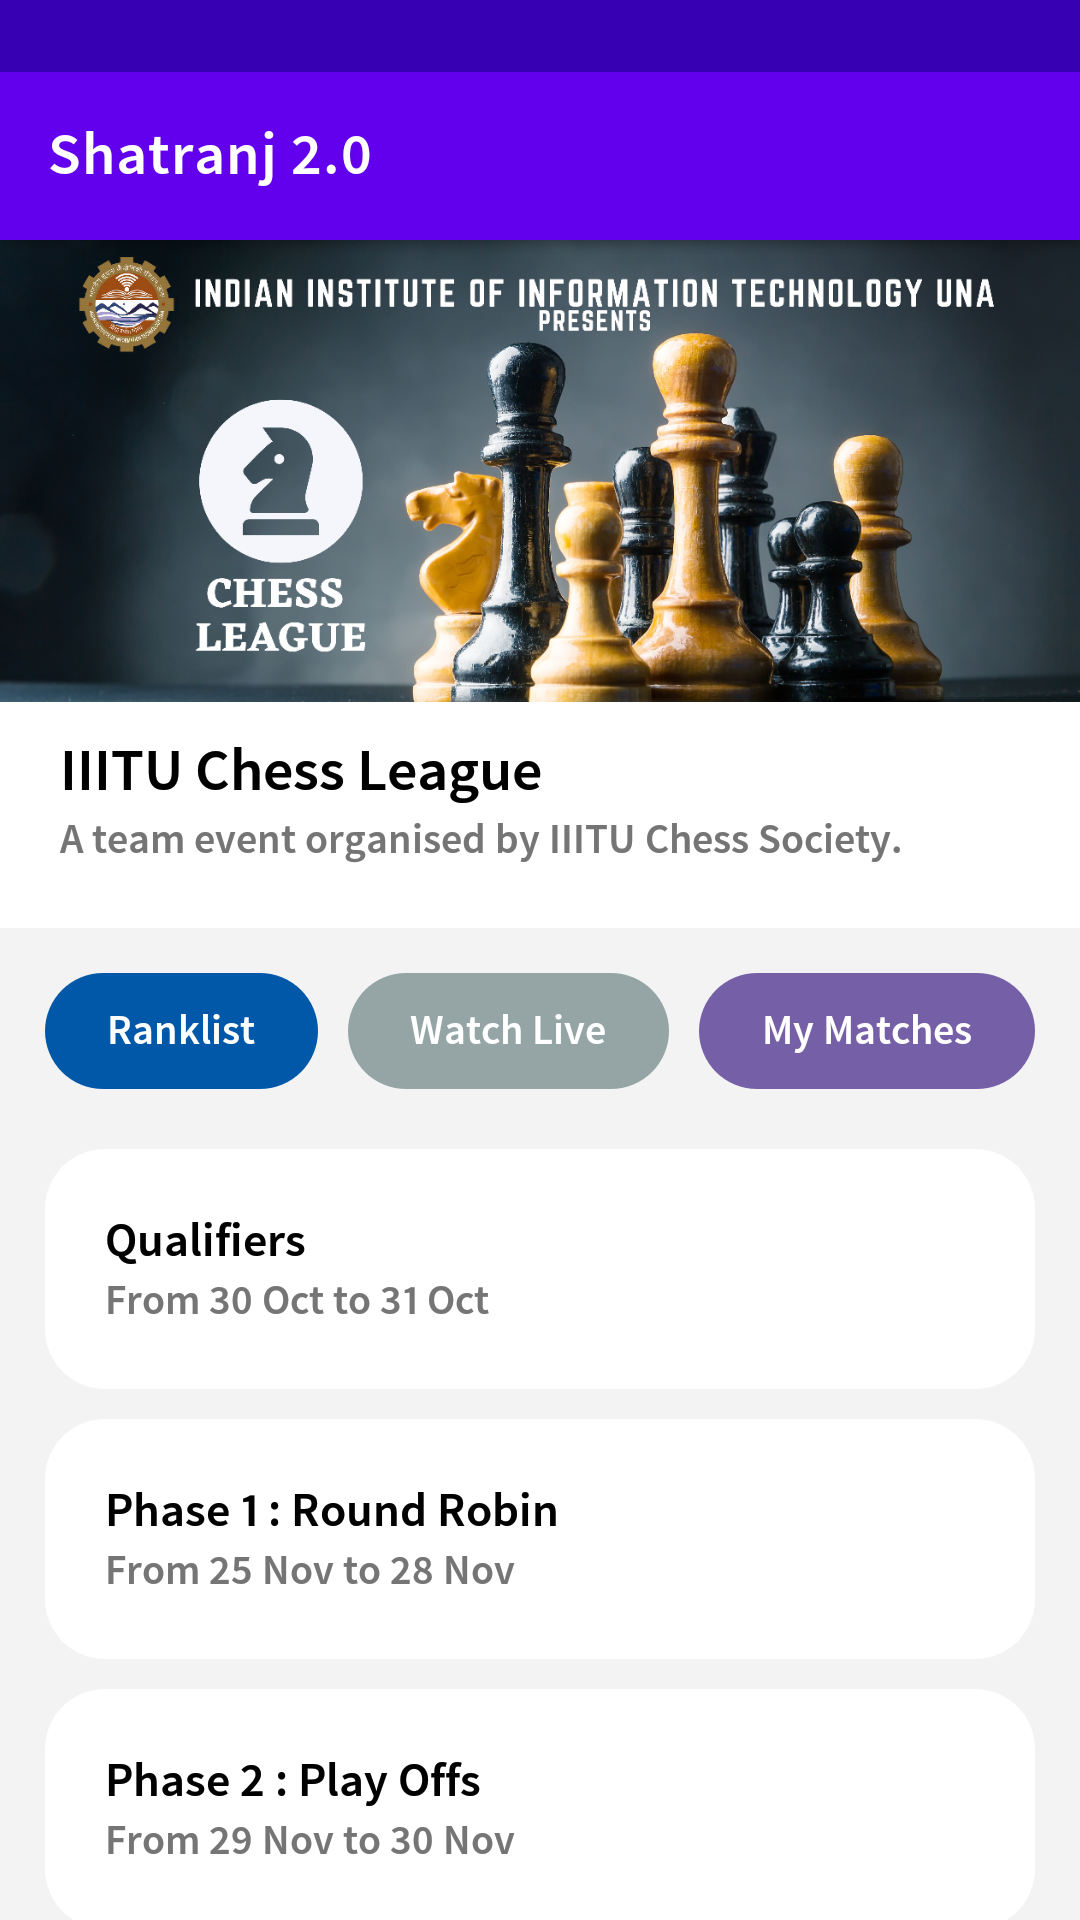 Shatranj 2.0
INDIAN INSTITUTE OF INFORMATION TECHNOLOGY UNA
PRESENTS
CHESS
LEAGUE
IIITU Chess League
A team event organised by IIITU Chess Society.
Ranklist
Watch Live
My Matches
Qualifiers
From 30 Oct to 31 Oct
Phase 1 : Round Robin
From 25 Nov to 28 Nov
Phase 2 : Play Offs
From 29 Nov to 30 Nov